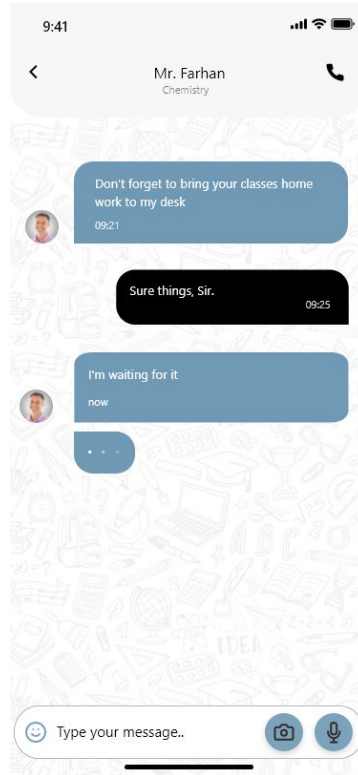 9:41
Mr. Farhan
Chemistry
Don't forget to bring your classes home
work to my desk
09:21
Sure things, Sir.
09:25
I'm waiting for it
now
IDEA
Type your message..